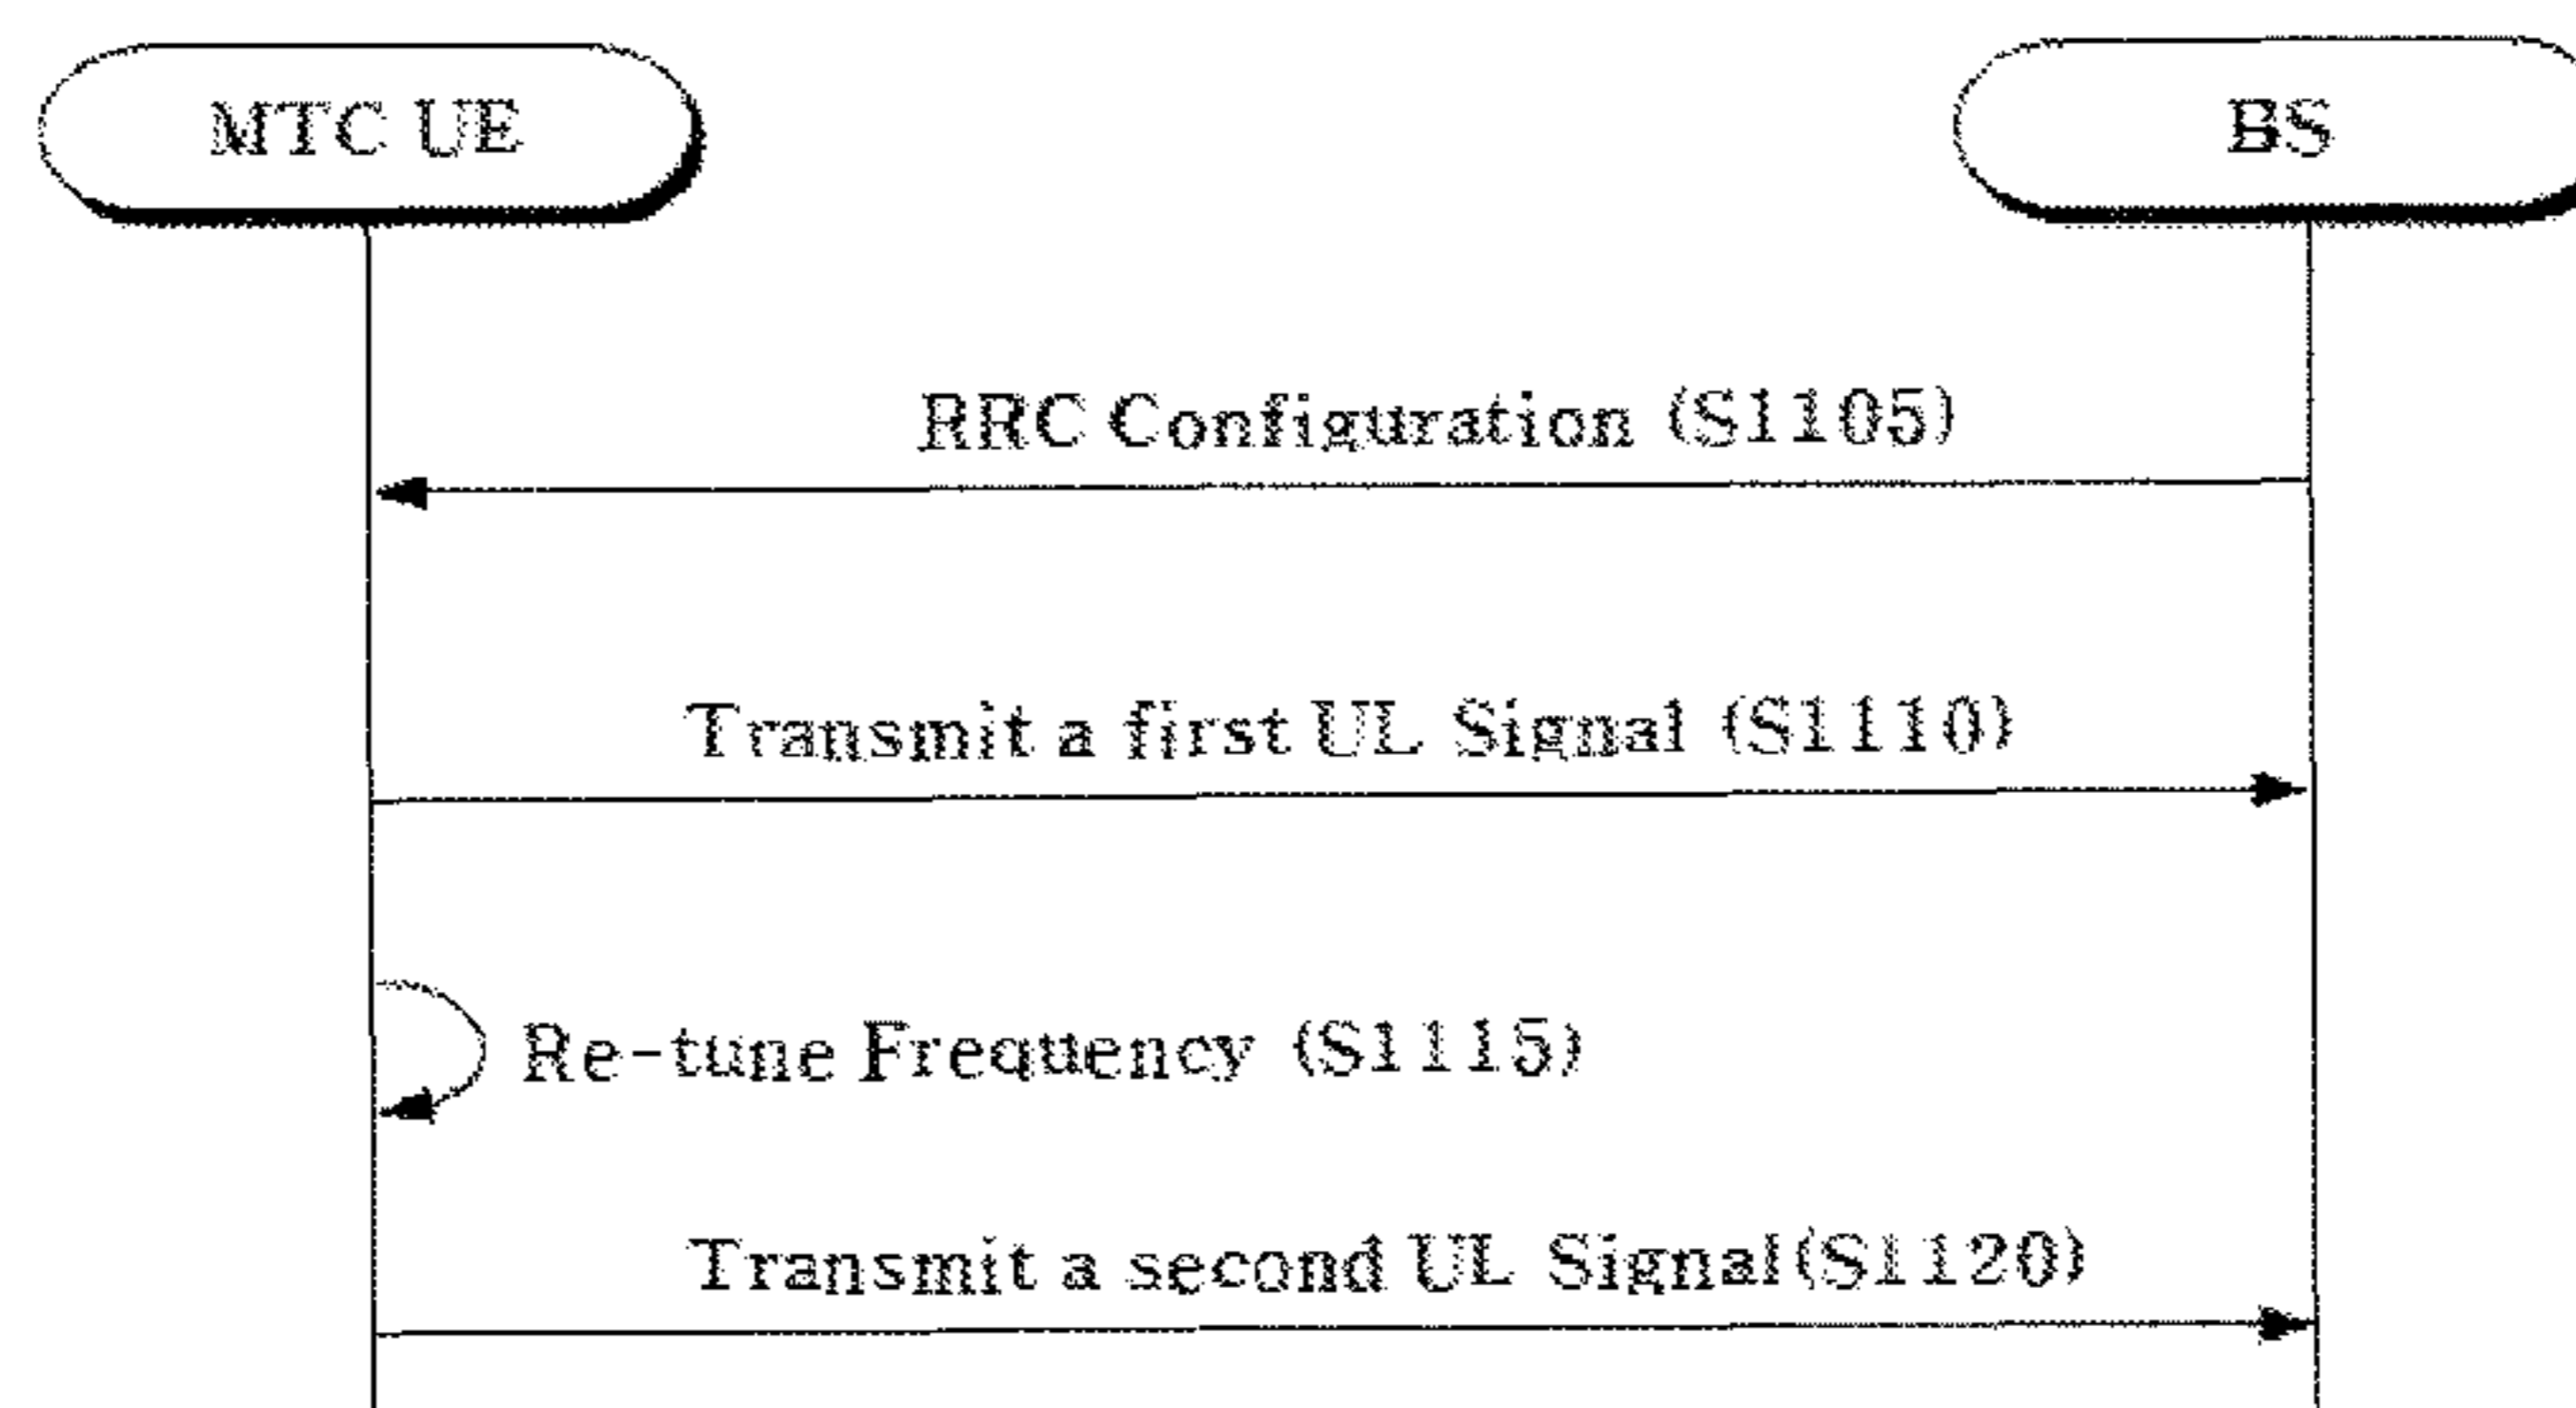 MTC UE
BS
RRC Configuration (S1105)
Transmit a first UL Signal (S1110)
Re-tune Frequency (S1115)
Transmit a second UL Signal(S1120)